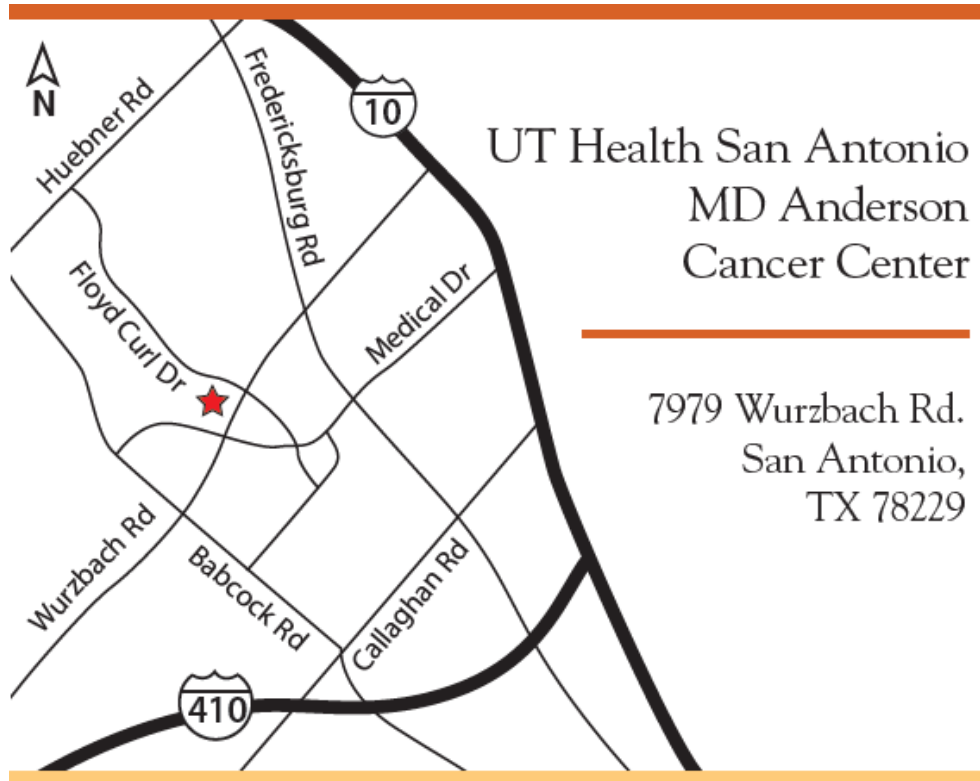 N
Huebner Rd
Fredericksburg Rd
10
UT Health San Antonio
MD Anderson
Cancer Center
Floyd Curl Dr
Medical Dr
7979 Wurzbach Rd.
San Antonio,
TX 78229
Wurzbach Rd
Babcock Rd
Callaghan Rd
410